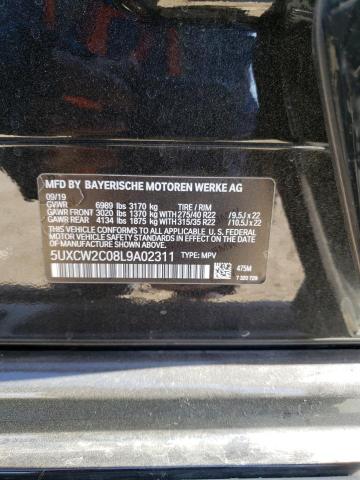 MFD BY BAYERISCHE MOTOREN WERKE AG
09/19
GVWR 6989 lbs 3170 kg TIRE / RIM
GAWR FRONT 3020 lbs 1370 kg WITH 275/40 R22 / 9.5J x 22
GAWR REAR 4134 lbs 1875 kg WITH 315/35 R22 / 10.5J x 22
THIS VEHICLE CONFORMS TO ALL APPLICABLE U. S. FEDERAL
MOTOR VEHICLE SAFETY STANDARDS IN EFFECT
ON THE DATE OF MANUFACTURE SHOWN ABOVE.
5UXCW2C08L9A02311 TYPE: MPV
475M
7 320 729